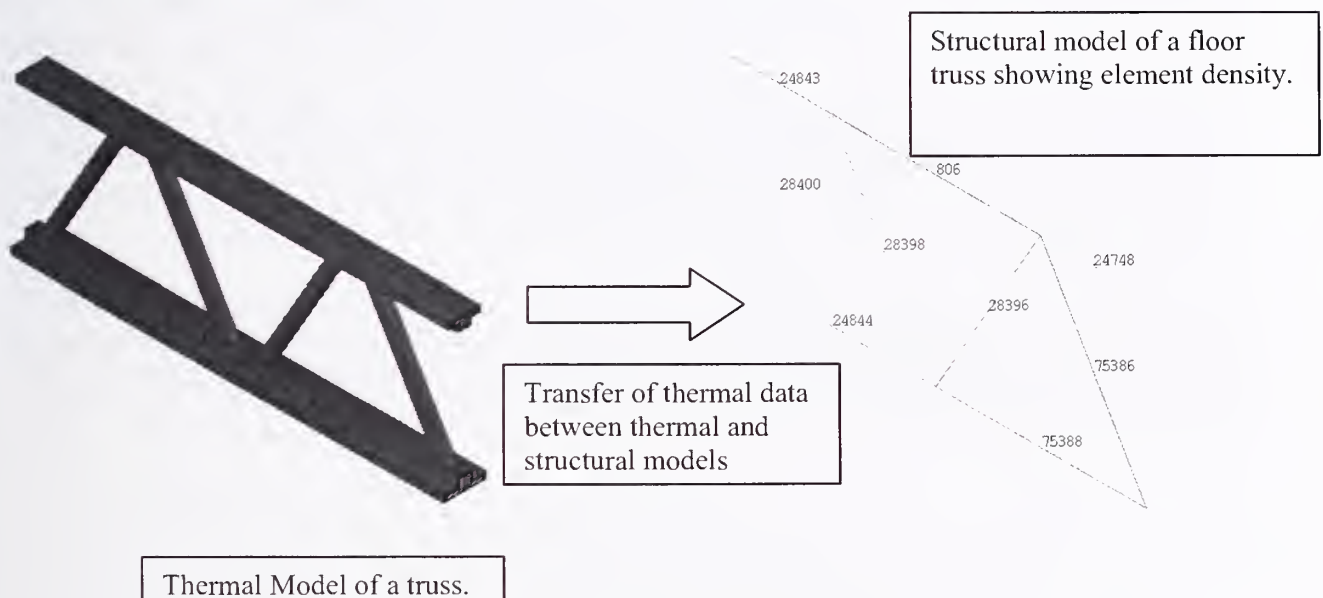 Structural model of a floor
truss showing element density.
24843
806
28400
28398
24748
28396
24844
75386
Transfer of thermal data
between thermal and
structural models
75388
Thermal Model of a truss.